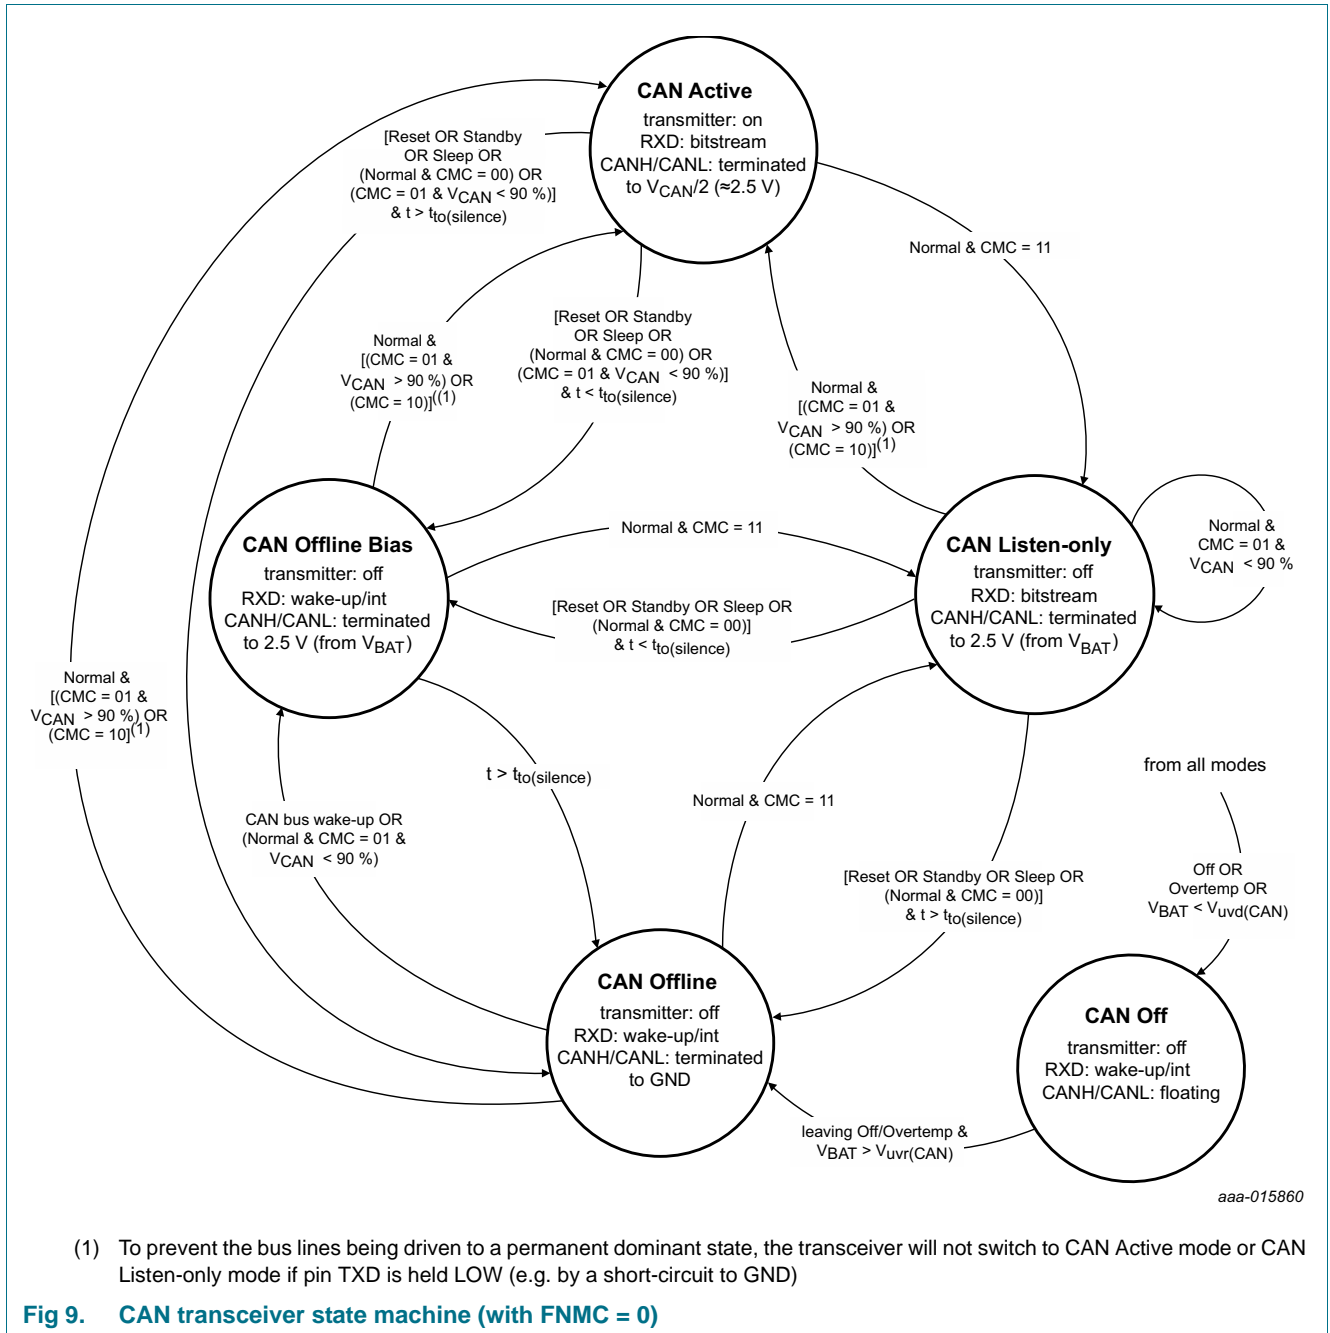 CAN Active
transmitter: on
RXD: bitstream
CANH/CANL: terminated
to VCAN/2 (≈2.5 V)
[Reset OR Standby
OR Sleep OR
(Normal & CMC = 00) OR
(CMC = 01 & VCAN < 90 %)]
& t > tto(silence)
Normal & CMC = 11
Normal &
[(CMC = 01 &
VCAN > 90 %) OR
(CMC = 10)]((1)
[Reset OR Standby
OR Sleep OR
(Normal & CMC = 00) OR
(CMC = 01 & VCAN < 90 %)]
& t < tto(silence)
Normal &
[(CMC = 01 &
VCAN > 90 %) OR
(CMC = 10)](1)
CAN Offline Bias
transmitter: off
RXD: wake-up/int
CANH/CANL: terminated
to 2.5 V (from VBAT)
Normal & CMC = 11
[Reset OR Standby OR Sleep OR
(Normal & CMC = 00)]
& t < tto(silence)
CAN Listen-only
transmitter: off
RXD: bitstream
CANH/CANL: terminated
to 2.5 V (from VBAT)
Normal &
CMC = 01 &
VCAN < 90 %
Normal &
[(CMC = 01 &
VCAN > 90 %) OR
(CMC = 10](1)
t > tto(silence)
CAN bus wake-up OR
(Normal & CMC = 01 &
VCAN < 90 %)
Normal & CMC = 11
[Reset OR Standby OR Sleep OR
(Normal & CMC = 00)]
& t > tto(silence)
from all modes
Off OR
Overtemp OR
VBAT < Vuvd(CAN)
CAN Offline
transmitter: off
RXD: wake-up/int
CANH/CANL: terminated
to GND
CAN Off
transmitter: off
RXD: wake-up/int
CANH/CANL: floating
leaving Off/Overtemp &
VBAT > Vuvr(CAN)
aaa-015860
(1) To prevent the bus lines being driven to a permanent dominant state, the transceiver will not switch to CAN Active mode or CAN
Listen-only mode if pin TXD is held LOW (e.g. by a short-circuit to GND)
Fig 9. CAN transceiver state machine (with FNMC = 0)